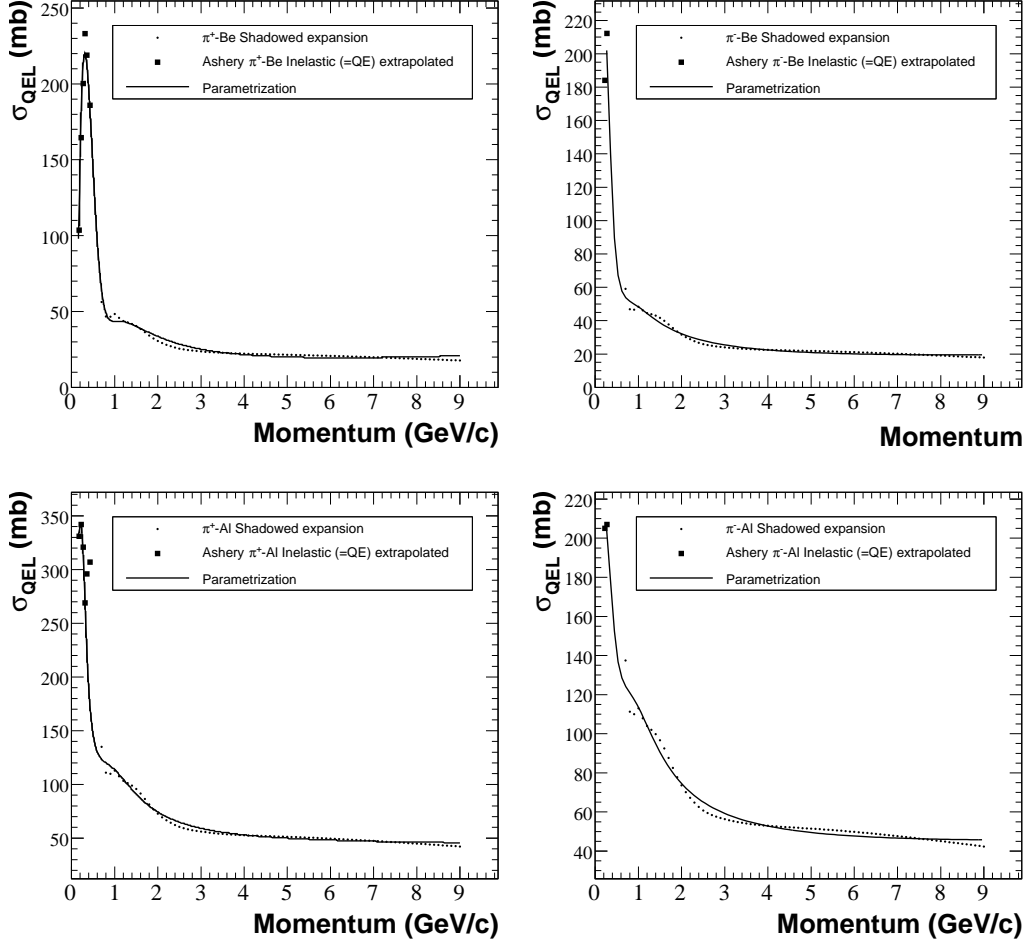 σQEL (mb)
250
200
150
100
50
0
π+-Be Shadowed expansion
Ashery π+-Be Inelastic (=QE) extrapolated
Parametrization
0 1 2 3 4 5 6 7 8 9
Momentum (GeV/c)
σQEL (mb)
220
200
180
160
140
120
100
80
60
40
20
0
π--Be Shadowed expansion
Ashery π--Be Inelastic (=QE) extrapolated
Parametrization
0 1 2 3 4 5 6 7 8 9
Momentum
σQEL (mb)
350
300
250
200
150
100
50
π+-Al Shadowed expansion
Ashery π+-Al Inelastic (=QE) extrapolated
Parametrization
0 1 2 3 4 5 6 7 8 9
Momentum (GeV/c)
σQEL (mb)
220
200
180
160
140
120
100
80
60
40
π--Al Shadowed expansion
Ashery π--Al Inelastic (=QE) extrapolated
Parametrization
0 1 2 3 4 5 6 7 8 9
Momentum (GeV/c)